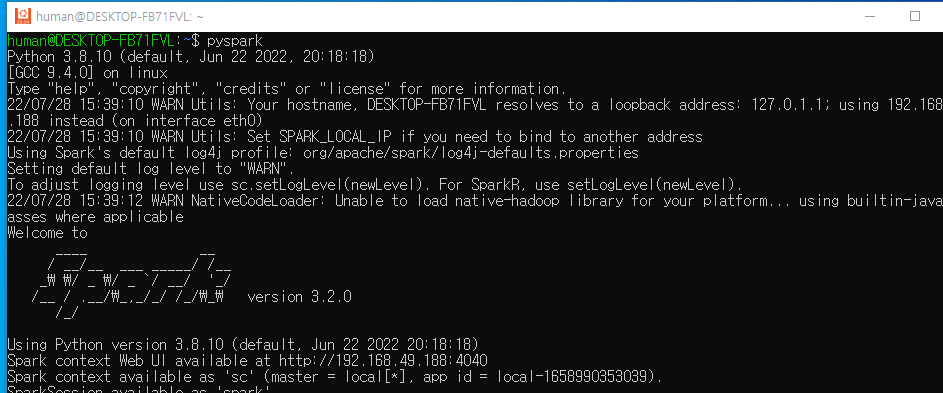 human@DESKTOP-FB71FVL: ~
human@DESKTOP-FB71FVL:~$ pyspark
Python 3.8.10 (default, Jun 22 2022, 20:18:18)
[GCC 9.4.0] on linux
Type "help", "copyright", "credits" or "license" for more information.
22/07/28 15:39:10 WARN Utils: Your hostname, DESKTOP-FB71FVL resolves to a loopback address: 127.0.1.1; using 192.168
.188 instead (on interface eth0)
22/07/28 15:39:10 WARN Utils: Set SPARK_LOCAL_IP if you need to bind to another address
Using Spark's default log4j profile: org/apache/spark/log4j-defaults.properties
Setting default log level to "WARN".
To adjust logging level use sc.setLogLevel(newLevel). For SparkR, use setLogLevel(newLevel).
22/07/28 15:39:12 WARN NativeCodeLoader: Unable to load native-hadoop library for your platform... using builtin-java
asses where applicable
Welcome to
      ____              __
     / __/__  ___ _____/ /__
    _₩ ₩/ _ ₩/ _ `/ __/  '_/
   /__ / .__/₩_,_/_/ /_/₩_₩   version 3.2.0
      /_/
Using Python version 3.8.10 (default, Jun 22 2022 20:18:18)
Spark context Web UI available at http://192.168.49.188:4040
Spark context available as 'sc' (master = local[*], app id = local-1658990353039).
SparkSession available as 'spark'